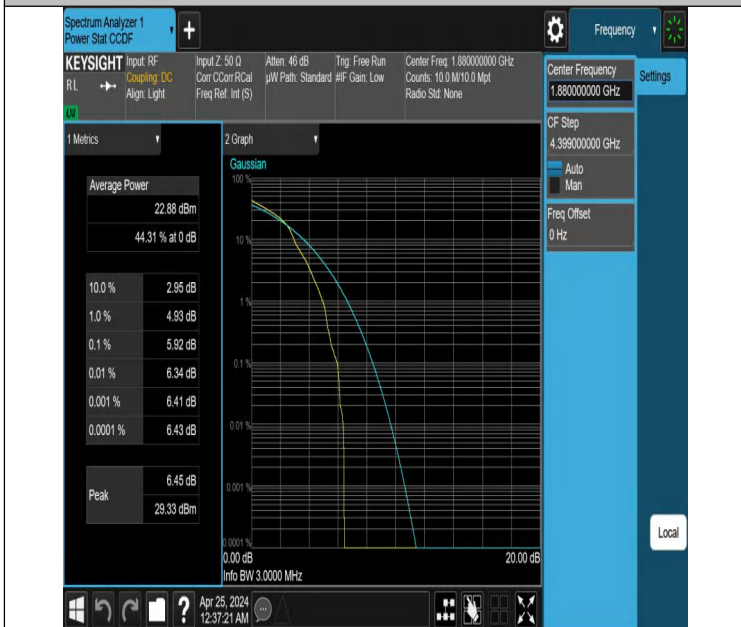 Spectrum Analyzer 1
Power Stat CCDF
+
Frequency
KEYSIGHT
RL
Input: RF
Coupling: DC
Align: Light
Input Z: 50 Ω
Corr CCorr RCal
Freq Ref: Int (S)
Atten: 46 dB
µW Path: Standard
Trig: Free Run
#IF Gain: Low
Center Freq: 1.880000000 GHz
Counts: 10.0 M/10.0 Mpt
Radio Std: None
LXI
Center Frequency
1.880000000 GHz
Settings
CF Step
4.399000000 GHz
Auto
Man
Freq Offset
0 Hz
1 Metrics
Average Power
22.88 dBm
44.31 % at 0 dB
10.0 % 2.95 dB
1.0 % 4.93 dB
0.1 % 5.92 dB
0.01 % 6.34 dB
0.001 % 6.41 dB
0.0001 % 6.43 dB
Peak
6.45 dB
29.33 dBm
2 Graph
Gaussian
100 %
10 %
1 %
0.1 %
0.01 %
0.001 %
0.0001 %
0.00 dB
20.00 dB
Info BW 3.0000 MHz
Local
?
Apr 25, 2024
12:37:21 AM